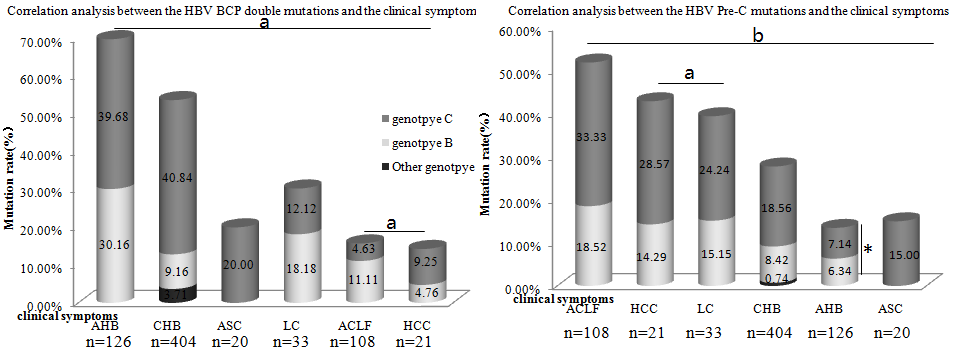 Correlation analysis between the HBV BCP double mutations and the clinical symptom
a
70.00%
60.00%
50.00%
40.00%
30.00%
20.00%
10.00%
0.00%
Mutation rate(%)
39.68
30.16
40.84
9.16
3.71
20.00
12.12
18.18
4.63
11.11
a
9.25
4.76
genotpye C
genotpye B
Other genotpye
clinical symptoms
AHB CHB ASC LC ACLF HCC
n=126 n=404 n=20 n=33 n=108 n=21
Correlation analysis between the HBV Pre-C mutations and the clinical symptoms
b
60.00%
50.00%
40.00%
30.00%
20.00%
10.00%
0.00%
Mutation rate(%)
33.33
18.52
a
28.57
14.29
24.24
15.15
18.56
8.42
0.74
7.14
6.34
*
15.00
clinical symptoms
ACLF HCC LC CHB AHB ASC
n=108 n=21 n=33 n=404 n=126 n=20